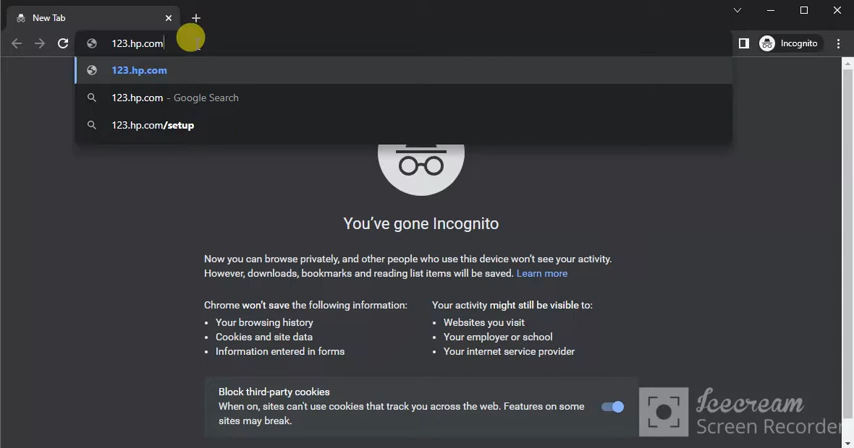 New Tab
123.hp.com
Incognito
123.hp.com
123.hp.com - Google Search
123.hp.com/setup
You've gone Incognito
Now you can browse privately, and other people who use this device won't see your activity.
However, downloads, bookmarks and reading list items will be saved. Learn more
Chrome won't save the following information:
• Your browsing history
• Cookies and site data
• Information entered in forms
Your activity might still be visible to:
• Websites you visit
• Your employer or school
• Your internet service provider
Block third-party cookies
When on, sites can't use cookies that track you across the web. Features on some
sites may break.
Icecream
Screen Recorder